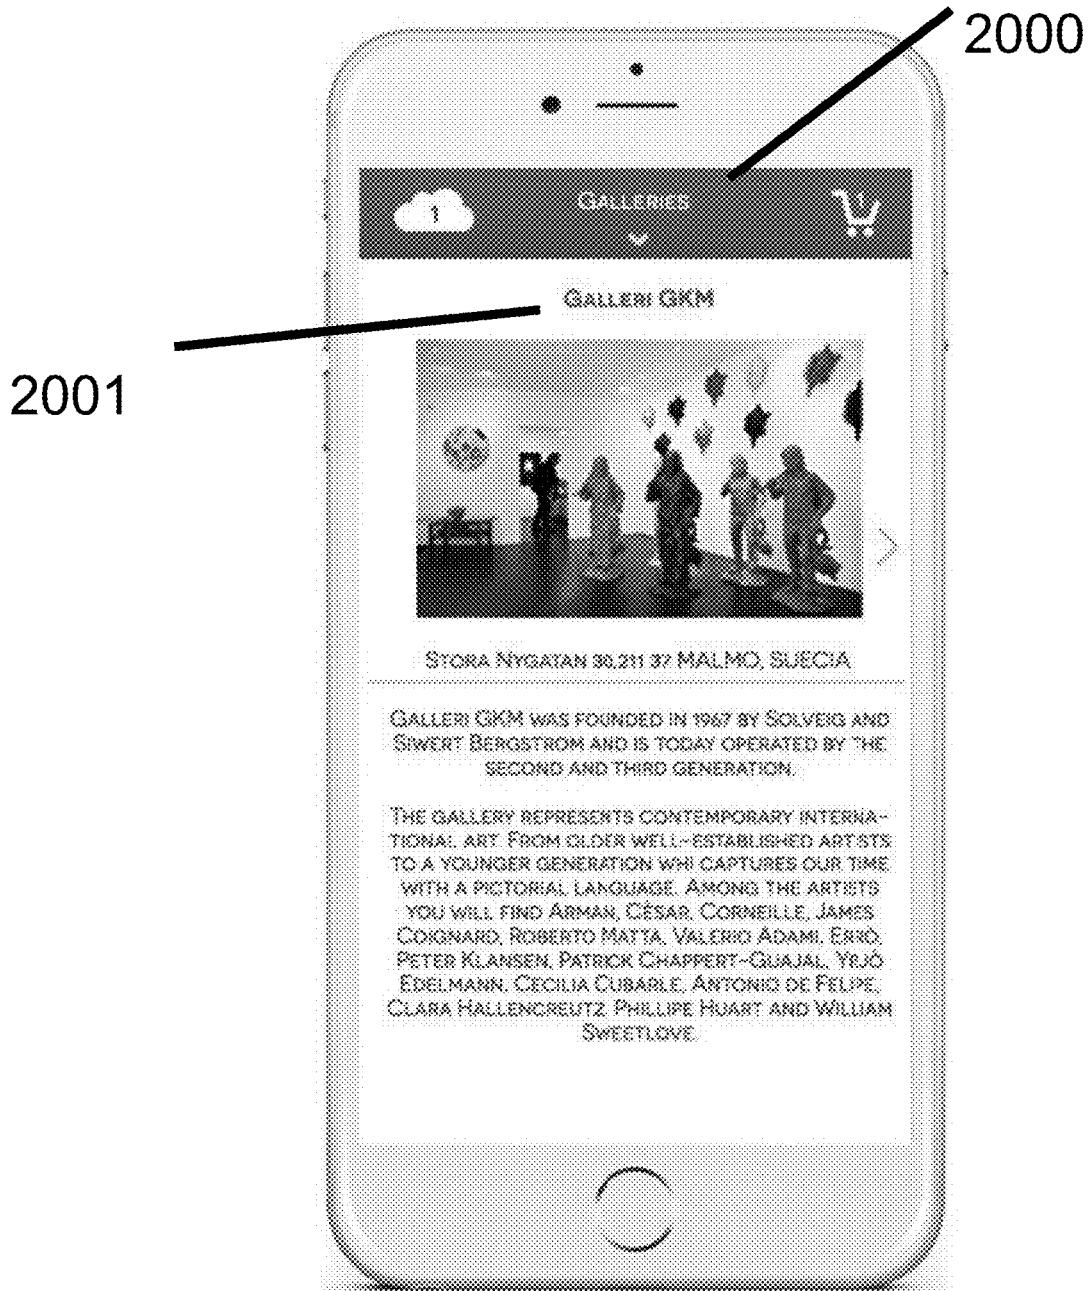 2000
1
GALLERIES
1
GALLERI GKM
2001
STORA NYGATAN 30,211 37 MALMO, SUECIA
GALLERI GKM WAS FOUNDED IN 1967 BY SOLVEIG AND
SIWERT BERGSTROM AND IS TODAY OPERATED BY THE
SECOND AND THIRD GENERATION.
THE GALLERY REPRESENTS CONTEMPORARY INTERNA-
TIONAL ART. FROM OLDER WELL-ESTABLISHED ARTISTS
TO A YOUNGER GENERATION WHI CAPTURES OUR TIME
WITH A PICTORIAL LANGUAGE. AMONG THE ARTISTS
YOU WILL FIND ARMAN, CÉSAR, CORNEILLE, JAMES
COIGNARD, ROBERTO MATTA, VALERIO ADAMI, ERRÒ,
PETER KLANSEN, PATRICK CHAPPERT-GUAJAL, YRJÖ
EDELMANN, CECILIA CUBARLE, ANTONIO DE FELIPE,
CLARA HALLENCREUTZ PHILLIPE HUART AND WILLIAM
SWEETLOVE.